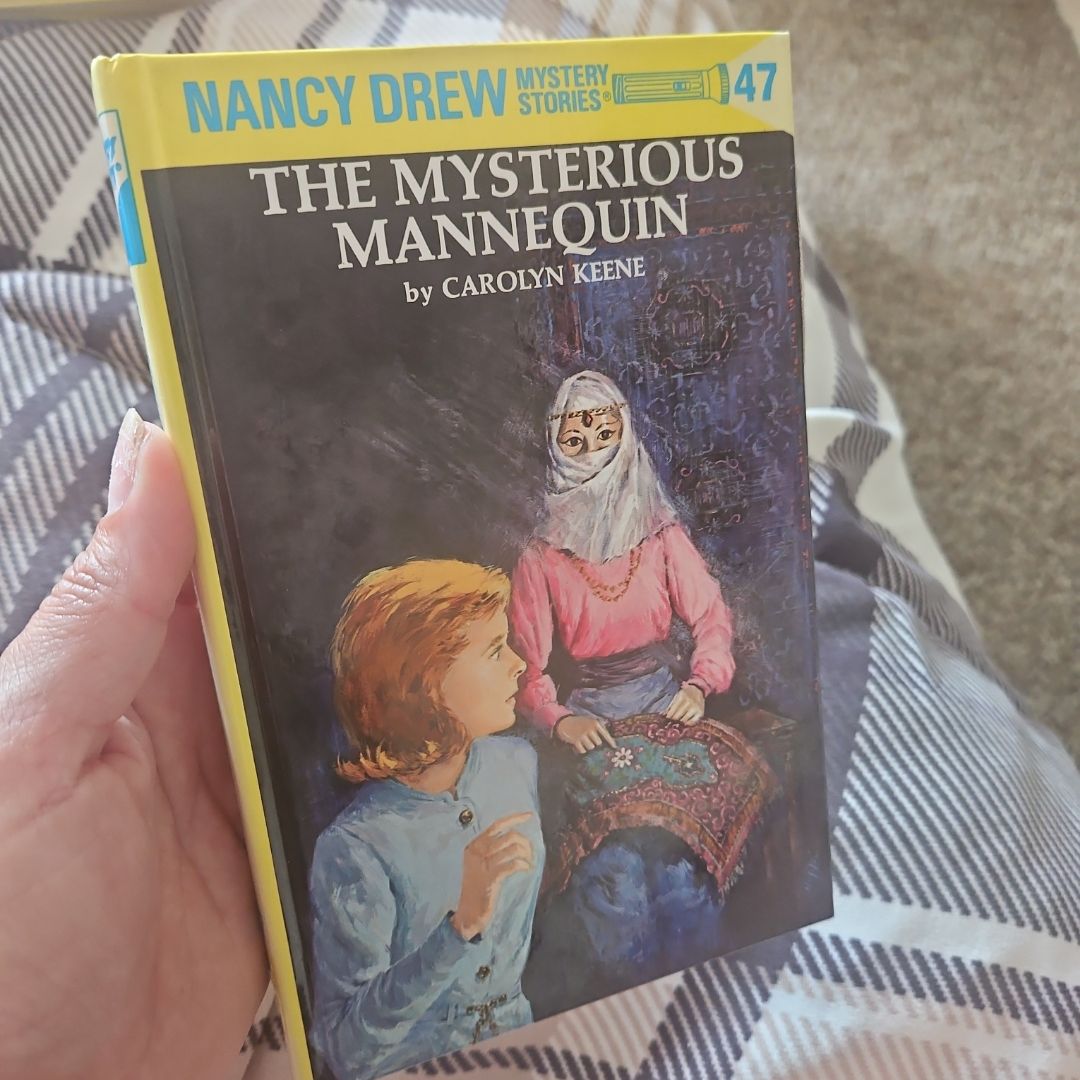 NANCY DREW MYSTERY STORIES® 47
THE MYSTERIOUS
MANNEQUIN
by CAROLYN KEENE